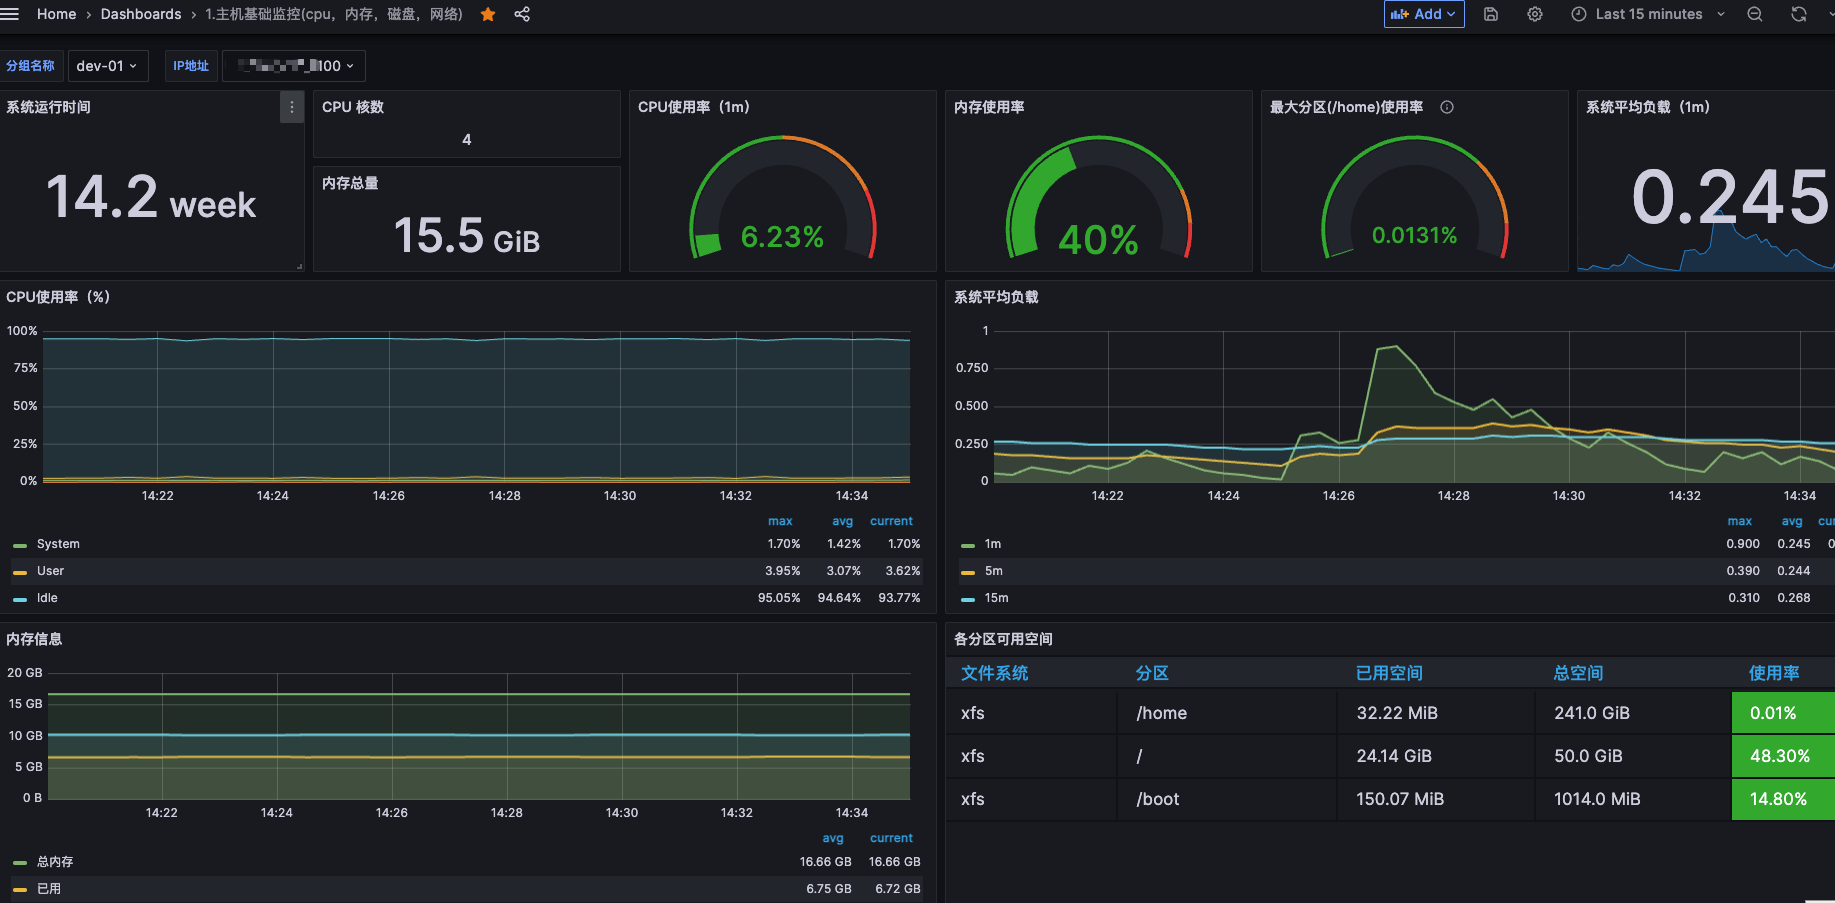 Home › Dashboards › 1.主机基础监控(cpu，内存，磁盘，网络)
Add
Last 15 minutes
分组名称 dev-01 IP地址 100
系统运行时间
14.2 week
CPU 核数
4
内存总量
15.5 GiB
CPU使用率（1m）
6.23%
内存使用率
40%
最大分区(/home)使用率
0.0131%
系统平均负载（1m）
0.245
CPU使用率（%）
100%
75%
50%
25%
0%
14:22 14:24 14:26 14:28 14:30 14:32 14:34
max avg current
System 1.70% 1.42% 1.70%
User 3.95% 3.07% 3.62%
Idle 95.05% 94.64% 93.77%
系统平均负载
1
0.750
0.500
0.250
0
14:22 14:24 14:26 14:28 14:30 14:32 14:34
max avg
1m 0.900 0.245
5m 0.390 0.244
15m 0.310 0.268
内存信息
20 GB
15 GB
10 GB
5 GB
0 B
14:22 14:24 14:26 14:28 14:30 14:32 14:34
avg current
总内存 16.66 GB 16.66 GB
已用 6.75 GB 6.72 GB
各分区可用空间
文件系统 分区 已用空间 总空间 使用率
xfs /home 32.22 MiB 241.0 GiB 0.01%
xfs / 24.14 GiB 50.0 GiB 48.30%
xfs /boot 150.07 MiB 1014.0 MiB 14.80%